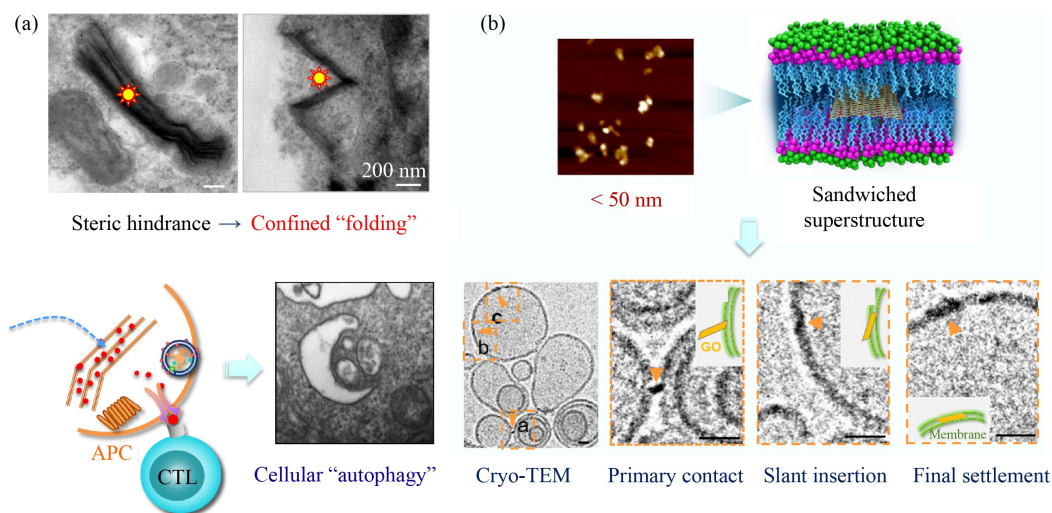 (a)
200 nm
Steric hindrance → Confined “folding”
APC
CTL
Cellular “autophagy”
(b)
< 50 nm
Sandwiched
superstructure
c
b
a
GO
Membrane
Cryo-TEM
Primary contact
Slant insertion
Final settlement